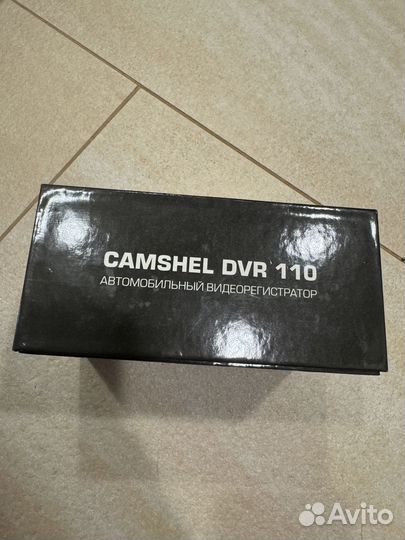 CAMSHEL DVR 110
АВТОМОБИЛЬНЫЙ ВИДЕОРЕГИСТРАТОР
Avito